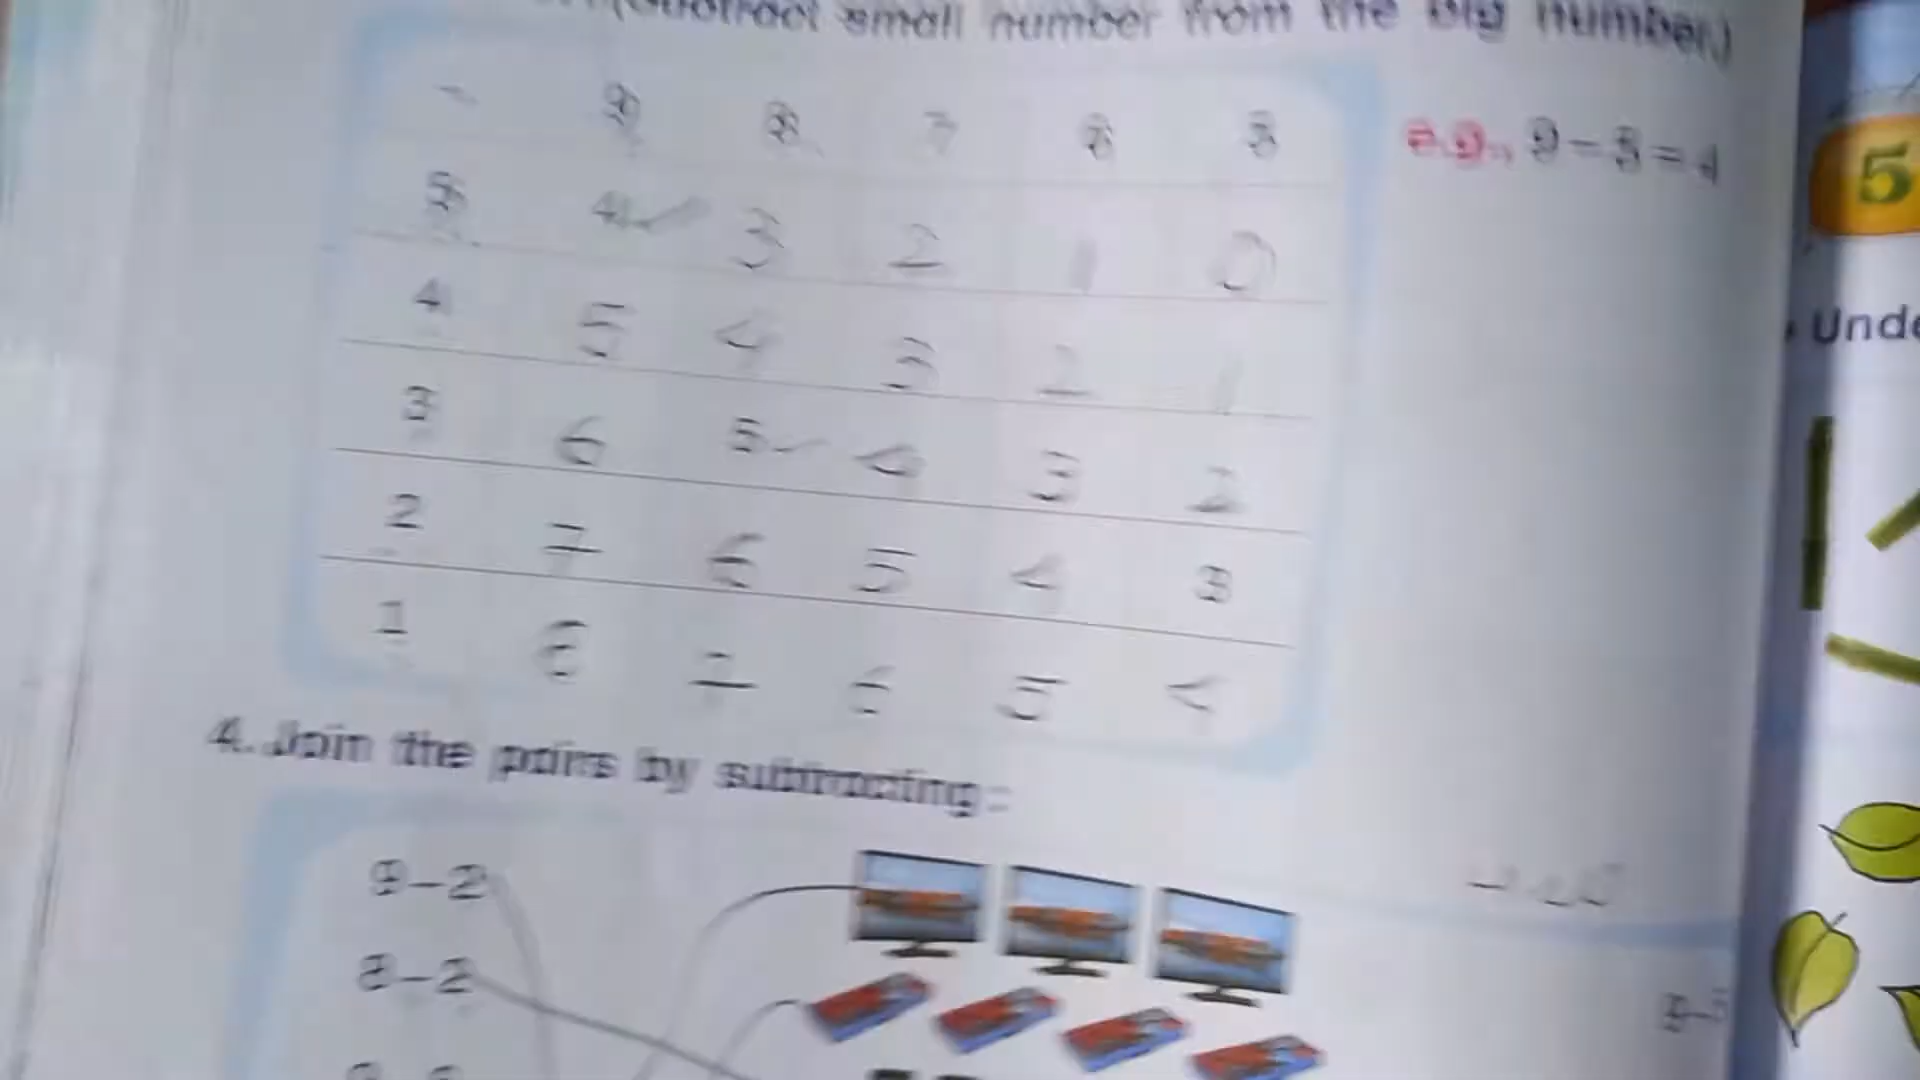 (Subtract small number from the big number.)
- 9 8 7 6 5
e.g., 9-5=4
5 4 3 2 1 0
4 5 4 3 2 1
3 6 5 4 3 2
2 7 6 5 4 3
1 8 7 6 5 4
4. Join the pairs by subtracting:
9-2
8-2
5
Unde